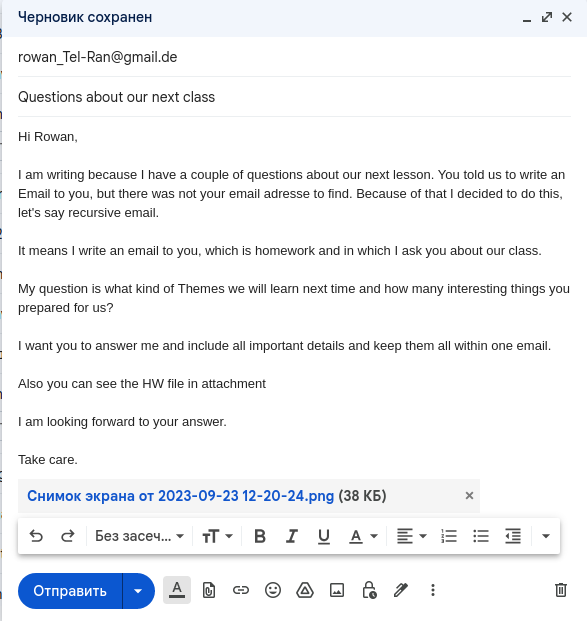 Черновик сохранен
rowan_Tel-Ran@gmail.de
Questions about our next class
Hi Rowan,
I am writing because I have a couple of questions about our next lesson. You told us to write an
Email to you, but there was not your email adresse to find. Because of that I decided to do this,
let's say recursive email.
It means I write an email to you, which is homework and in which I ask you about our class.
My question is what kind of Themes we will learn next time and how many interesting things you
prepared for us?
I want you to answer me and include all important details and keep them all within one email.
Also you can see the HW file in attachment
I am looking forward to your answer.
Take care.
Снимок экрана от 2023-09-23 12-20-24.png (38 КБ)
Без засеч...
Отправить